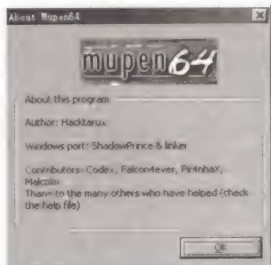 About Mupen64
mupen64
About this program
Author: Hacktarux
Windows port: ShadowPrince & linker
Contributors: Codex, Falcon4ever, Pir4nhaX,
Malcolm
Thanx to the many others who have helped (check
the help file)
OK